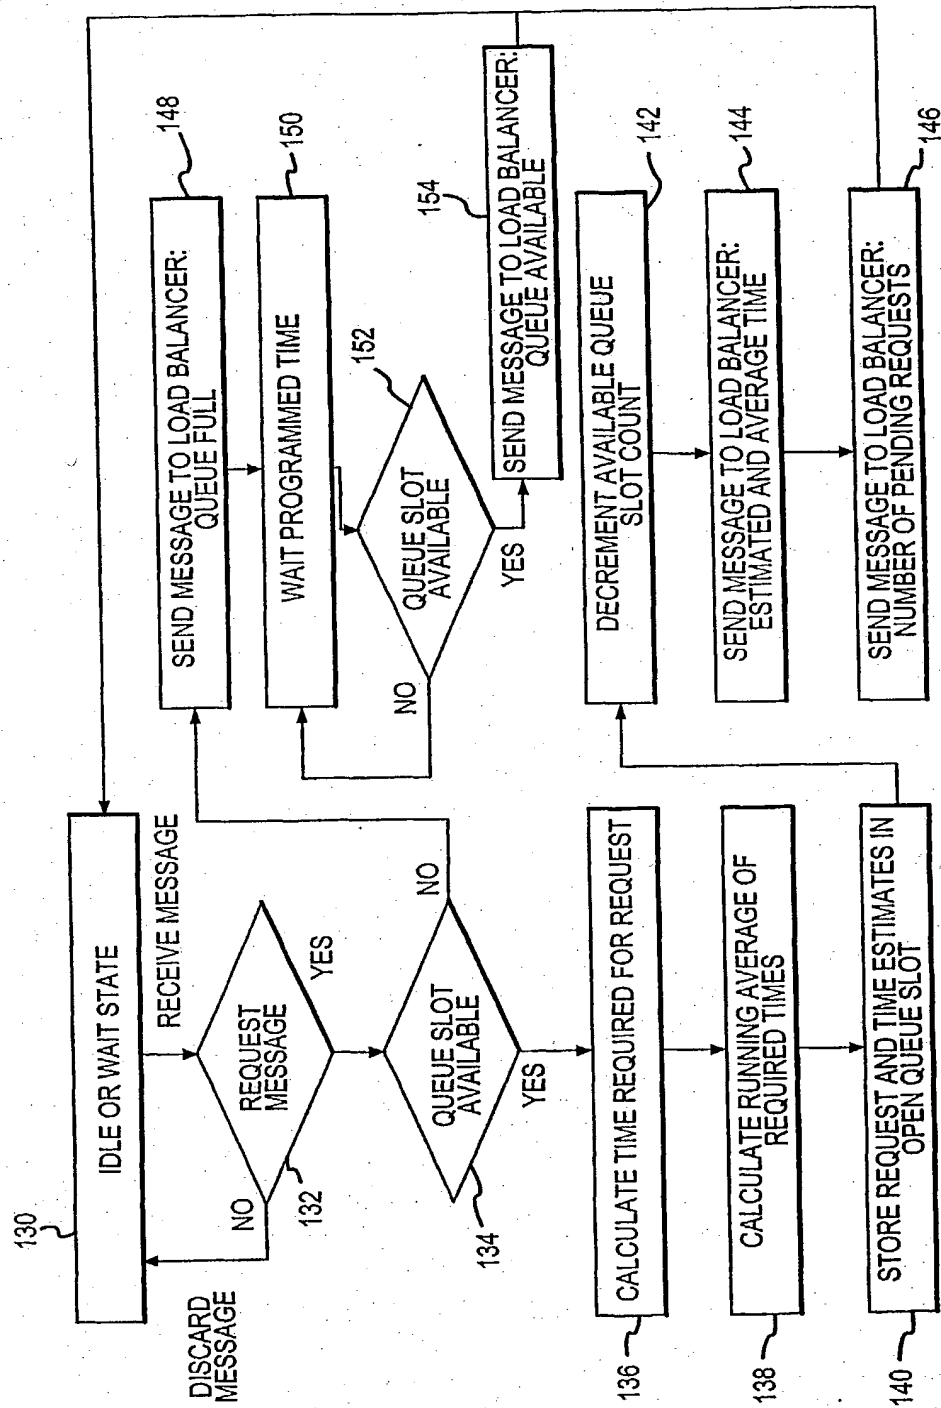 130
IDLE OR WAIT STATE
RECEIVE MESSAGE
DISCARD
MESSAGE
NO
REQUEST
MESSAGE
YES
132
QUEUE SLOT
AVAILABLE
NO
YES
134
CALCULATE TIME REQUIRED FOR REQUEST
136
CALCULATE RUNNING AVERAGE OF
REQUIRED TIMES
138
STORE REQUEST AND TIME ESTIMATES IN
OPEN QUEUE SLOT
140
SEND MESSAGE TO LOAD BALANCER:
QUEUE FULL
148
WAIT PROGRAMMED TIME
150
QUEUE SLOT
AVAILABLE
152
NO
YES
SEND MESSAGE TO LOAD BALANCER:
QUEUE AVAILABLE
154
DECREMENT AVAILABLE QUEUE
SLOT COUNT
142
SEND MESSAGE TO LOAD BALANCER:
ESTIMATED AND AVERAGE TIME
144
SEND MESSAGE TO LOAD BALANCER:
NUMBER OF PENDING REQUESTS
146